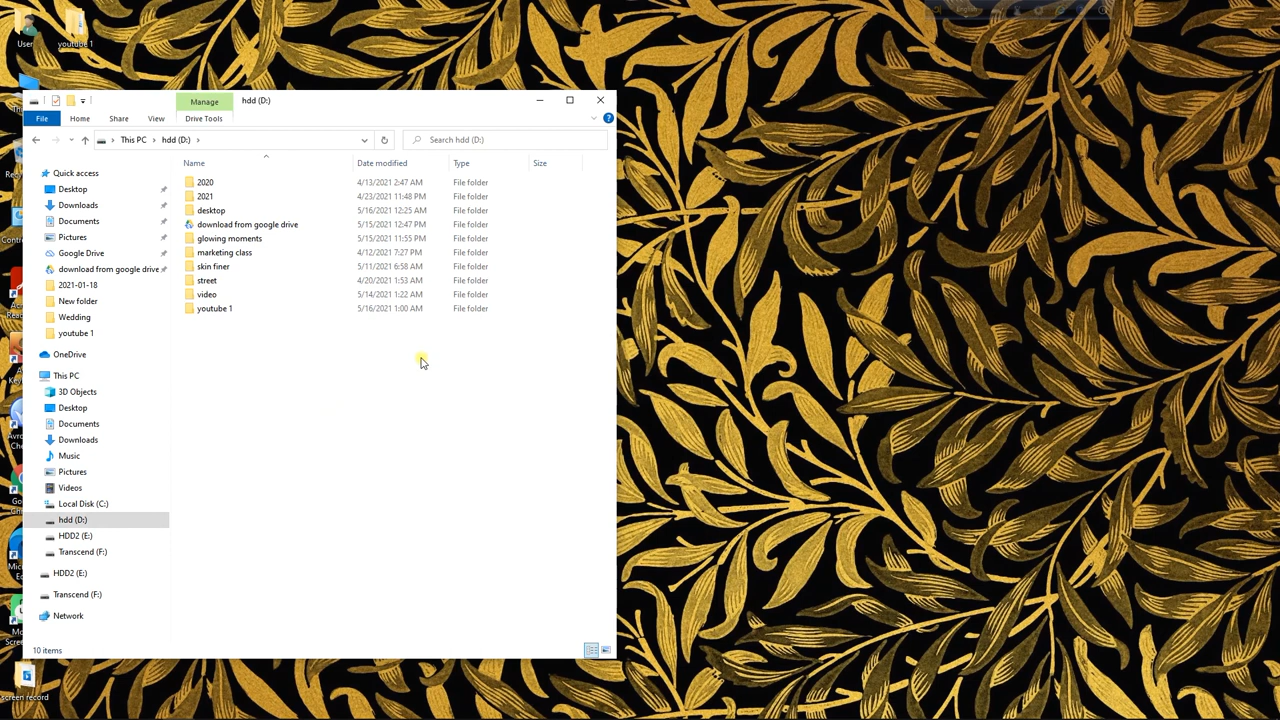 User
youtube 1
Manage
hdd (D:)
File
Home
Share
View
Drive Tools
This PC
hdd (D:)
Search hdd (D:)
Name
Date modified
Type
Size
2020 4/13/2021 2:47 AM File folder
2021 4/23/2021 11:48 PM File folder
desktop 5/16/2021 12:25 AM File folder
download from google drive 5/15/2021 12:47 PM File folder
glowing moments 5/15/2021 11:55 PM File folder
marketing class 4/12/2021 7:27 PM File folder
skin finer 5/11/2021 6:58 AM File folder
street 4/20/2021 1:53 AM File folder
video 5/14/2021 1:22 AM File folder
youtube 1 5/16/2021 1:00 AM File folder
Quick access
Desktop
Downloads
Documents
Pictures
Google Drive
download from google drive
2021-01-18
New folder
Wedding
youtube 1
OneDrive
This PC
3D Objects
Desktop
Documents
Downloads
Music
Pictures
Videos
Local Disk (C:)
hdd (D:)
HDD2 (E:)
Transcend (F:)
HDD2 (E:)
Transcend (F:)
Network
10 items
screen record